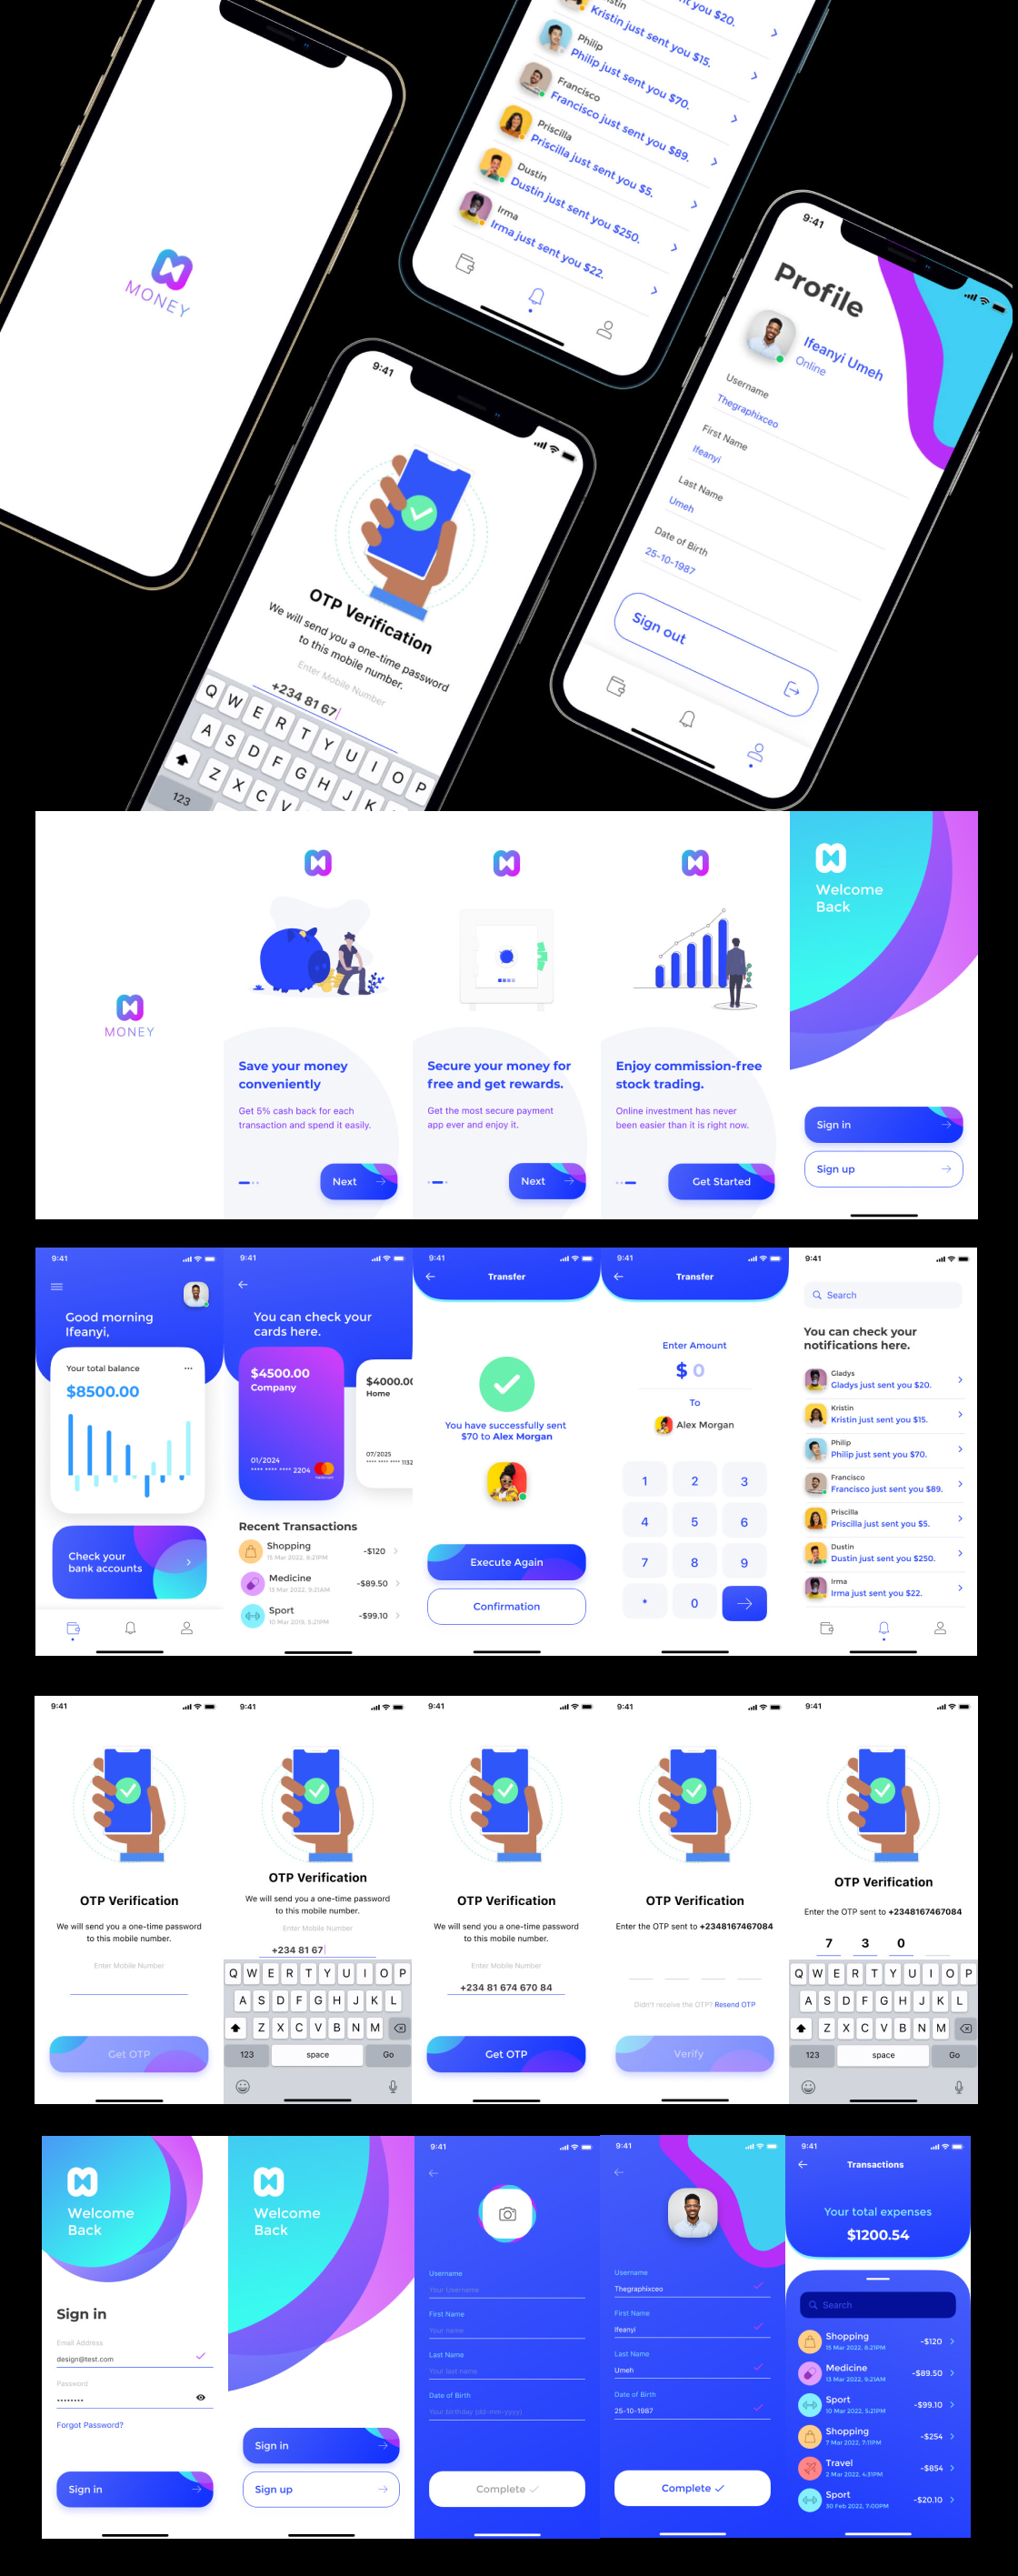 MONEY
nt you $20.
stin
Kristin just sent you $15.
Philip
Philip just sent you $70.
Francisco
Francisco just sent you $89.
Priscilla
Priscilla just sent you $5.
Dustin
Dustin just sent you $250.
Irma
Irma just sent you $22.
9:41
Profile
Ifeanyi Umeh
Online
Username
Thegraphixceo
First Name
Ifeanyi
Last Name
Umeh
Date of Birth
25-10-1987
Sign out
9:41
OTP Verification
We will send you a one-time password
to this mobile number.
Enter Mobile Number
+234 81 67
Q W E R T Y U I O P
A S D F G H J K
Z X C V
123
MONEY
Save your money
conveniently
Get 5% cash back for each
transaction and spend it easily.
Next
Secure your money for
free and get rewards.
Get the most secure payment
app ever and enjoy it.
Next
Enjoy commission-free
stock trading.
Online investment has never
been easier than it is right now.
Get Started
Welcome
Back
Sign in
Sign up
9:41
Good morning
Ifeanyi,
Your total balance
$8500.00
Check your
bank accounts
9:41
You can check your
cards here.
$4500.00
Company
01/2024
**** **** **** 2204
mastercard
$4000.00
Home
07/2025
**** **** **** 1132
Recent Transactions
Shopping
15 Mar 2022, 8:21PM
-$120
Medicine
13 Mar 2022, 9:21AM
-$89.50
Sport
10 Mar 2019, 5:21PM
-$99.10
9:41
Transfer
You have successfully sent
$70 to Alex Morgan
Execute Again
Confirmation
9:41
Transfer
Enter Amount
$ 0
To
Alex Morgan
1 2 3
4 5 6
7 8 9
* 0
9:41
Search
You can check your
notifications here.
Gladys
Gladys just sent you $20.
Kristin
Kristin just sent you $15.
Philip
Philip just sent you $70.
Francisco
Francisco just sent you $89.
Priscilla
Priscilla just sent you $5.
Dustin
Dustin just sent you $250.
Irma
Irma just sent you $22.
9:41
OTP Verification
We will send you a one-time password
to this mobile number.
Enter Mobile Number
Get OTP
9:41
OTP Verification
We will send you a one-time password
to this mobile number.
Enter Mobile Number
+234 81 67
Q W E R T Y U I O P
A S D F G H J K L
Z X C V B N M
123 space Go
9:41
OTP Verification
We will send you a one-time password
to this mobile number.
Enter Mobile Number
+234 81 674 670 84
Get OTP
9:41
OTP Verification
Enter the OTP sent to +2348167467084
Didn't receive the OTP? Resend OTP
Verify
9:41
OTP Verification
Enter the OTP sent to +2348167467084
7 3 0
Q W E R T Y U I O P
A S D F G H J K L
Z X C V B N M
123 space Go
Welcome
Back
Sign in
Email Address
design@test.com
Password
••••••••
Forgot Password?
Sign in
Welcome
Back
Sign in
Sign up
9:41
Username
Your Username
First Name
Your name
Last Name
Your last name
Date of Birth
Your birthday (dd-mm-yyyy)
Complete
9:41
Username
Thegraphixceo
First Name
Ifeanyi
Last Name
Umeh
Date of Birth
25-10-1987
Complete
9:41
Transactions
Your total expenses
$1200.54
Search
Shopping
15 Mar 2022, 8:21PM
-$120
Medicine
13 Mar 2022, 9:21AM
-$89.50
Sport
10 Mar 2022, 5:21PM
-$99.10
Shopping
7 Mar 2022, 7:11PM
-$254
Travel
2 Mar 2022, 4:31PM
-$854
Sport
30 Feb 2022, 7:00PM
-$20.10